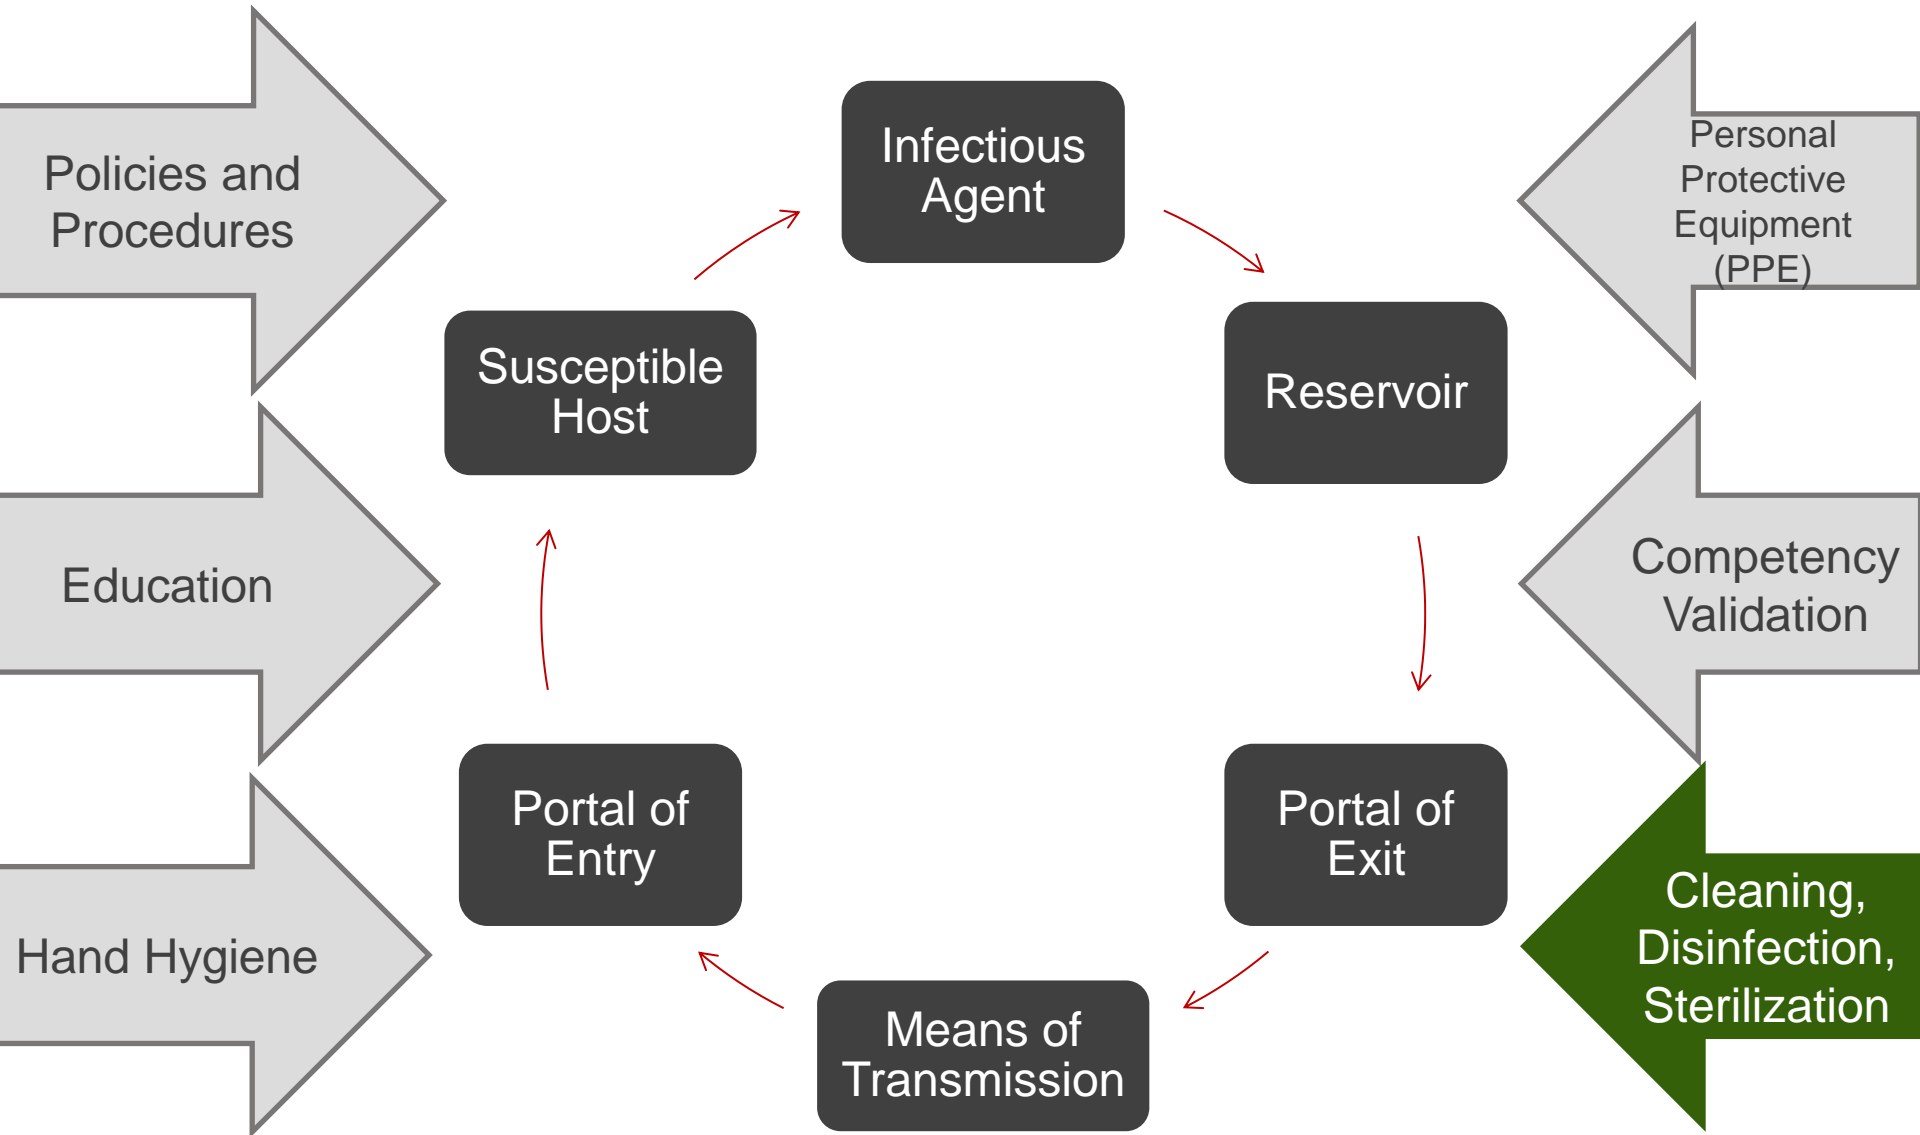 Policies and
Procedures
Infectious
Agent
Personal
Protective
Equipment
(PPE)
Susceptible
Host
Reservoir
Education
Competency
Validation
Portal of
Entry
Portal of
Exit
Hand Hygiene
Means of
Transmission
Cleaning,
Disinfection,
Sterilization